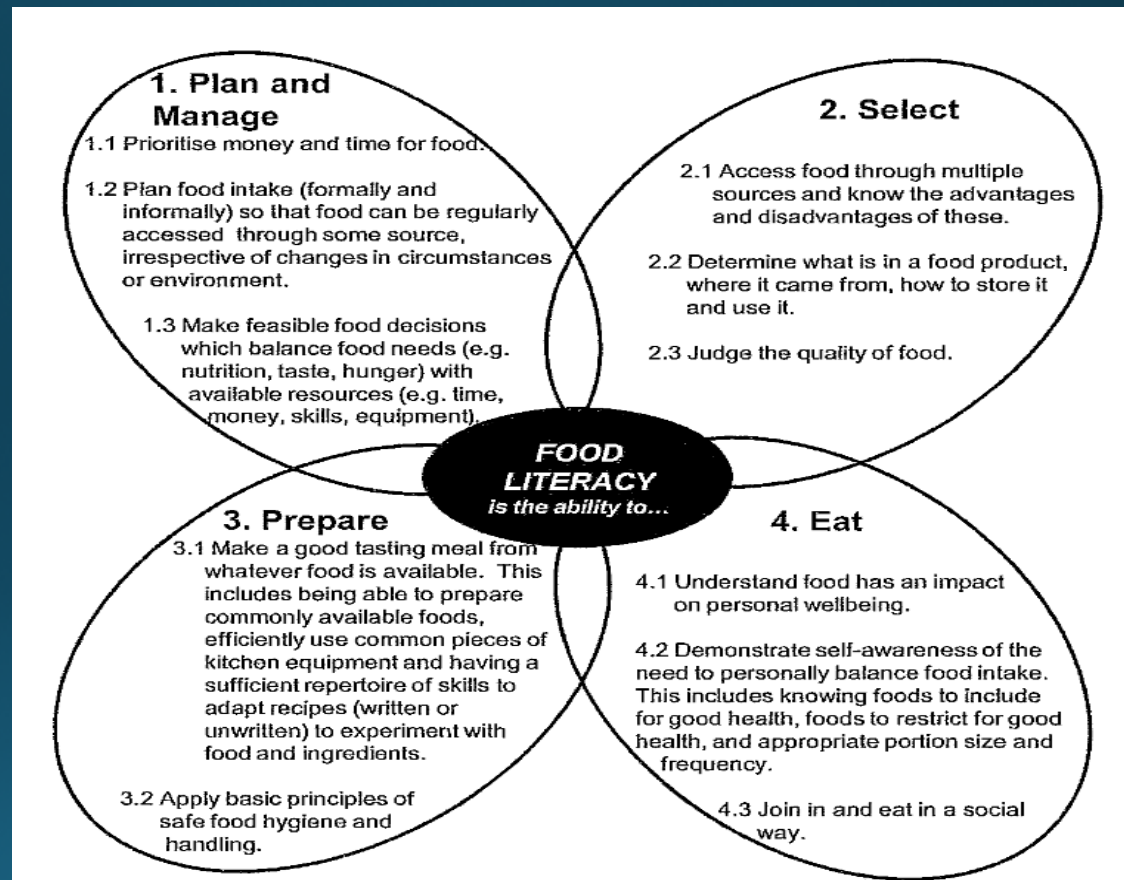 1. Plan and
Manage
1.1 Prioritise money and time for food.
1.2 Plan food intake (formally and
informally) so that food can be regularly
accessed through some source,
irrespective of changes in circumstances
or environment.
1.3 Make feasible food decisions
which balance food needs (e.g.
nutrition, taste, hunger) with
available resources (e.g. time,
money, skills, equipment).
2. Select
2.1 Access food through multiple
sources and know the advantages
and disadvantages of these.
2.2 Determine what is in a food product,
where it came from, how to store it
and use it.
2.3 Judge the quality of food.
FOOD
LITERACY
is the ability to...
3. Prepare
3.1 Make a good tasting meal from
whatever food is available. This
includes being able to prepare
commonly available foods,
efficiently use common pieces of
kitchen equipment and having a
sufficient repertoire of skills to
adapt recipes (written or
unwritten) to experiment with
food and ingredients.
3.2 Apply basic principles of
safe food hygiene and
handling.
4. Eat
4.1 Understand food has an impact
on personal wellbeing.
4.2 Demonstrate self-awareness of the
need to personally balance food intake.
This includes knowing foods to include
for good health, foods to restrict for good
health, and appropriate portion size and
frequency.
4.3 Join in and eat in a social
way.